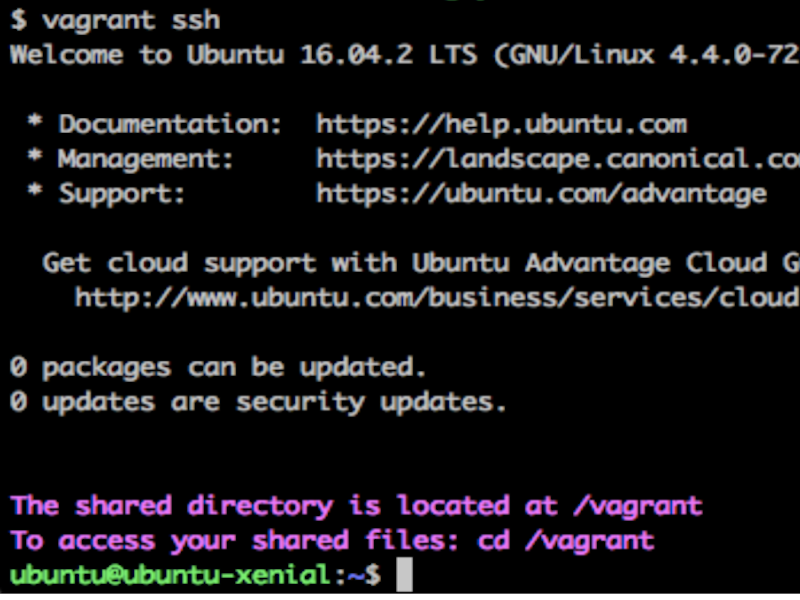 $ vagrant ssh
Welcome to Ubuntu 16.04.2 LTS (GNU/Linux 4.4.0-72
* Documentation: https://help.ubuntu.com
* Management: https://landscape.canonical.co
* Support: https://ubuntu.com/advantage
Get cloud support with Ubuntu Advantage Cloud G
http://www.ubuntu.com/business/services/cloud
0 packages can be updated.
0 updates are security updates.
The shared directory is located at /vagrant
To access your shared files: cd /vagrant
ubuntu@ubuntu-xenial:~$